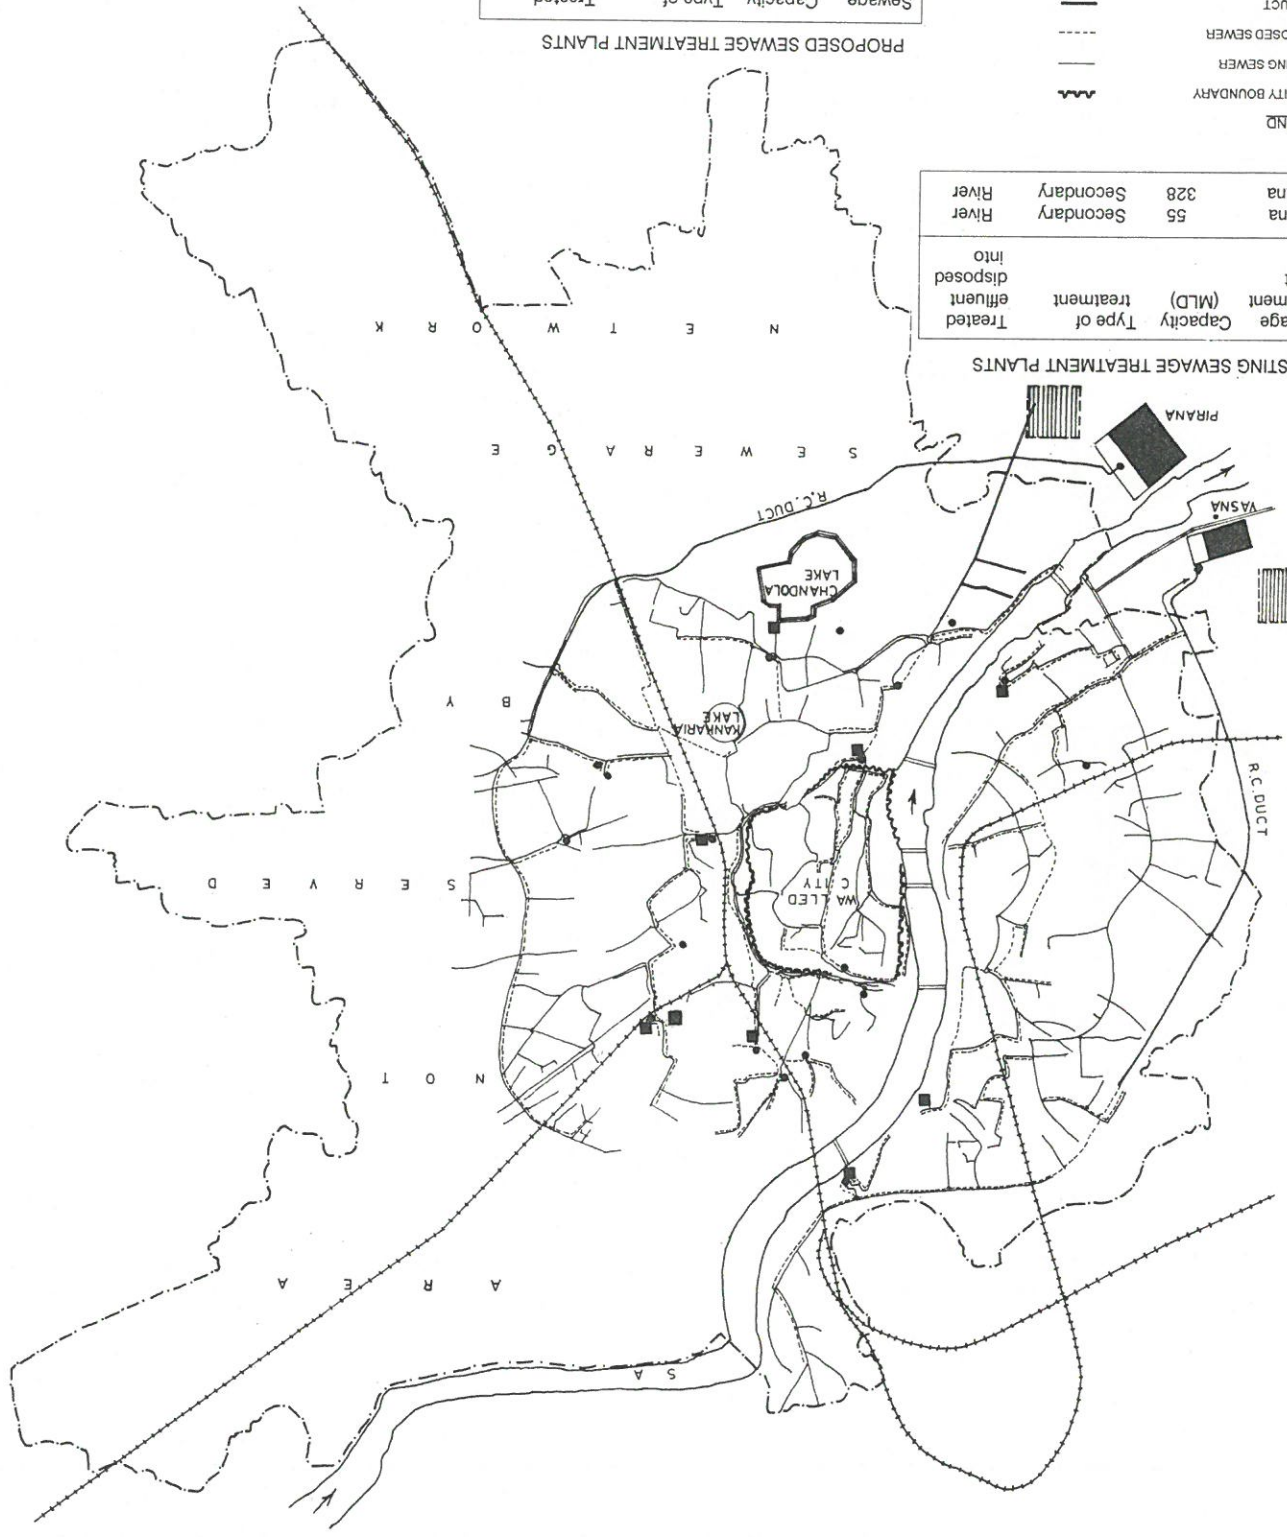 S A
A R E A
N O T
S E R V E D
WALLED
CITY
R.C. DUCT
B Y
KANKARIA
LAKE
CHANDOLA
LAKE
R.C. DUCT
VASNA
PIRANA
S E W E R A G E
N E T W O R K
STING SEWAGE TREATMENT PLANTS
age Capacity Type of Treated
ment (MLD) treatment effluent
t disposed
into
na 55 Secondary River
na 328 Secondary River
ND
ITY BOUNDARY
NG SEWER
OSED SEWER
UCT
PROPOSED SEWAGE TREATMENT PLANTS
Sewage Capacity Type of Treated